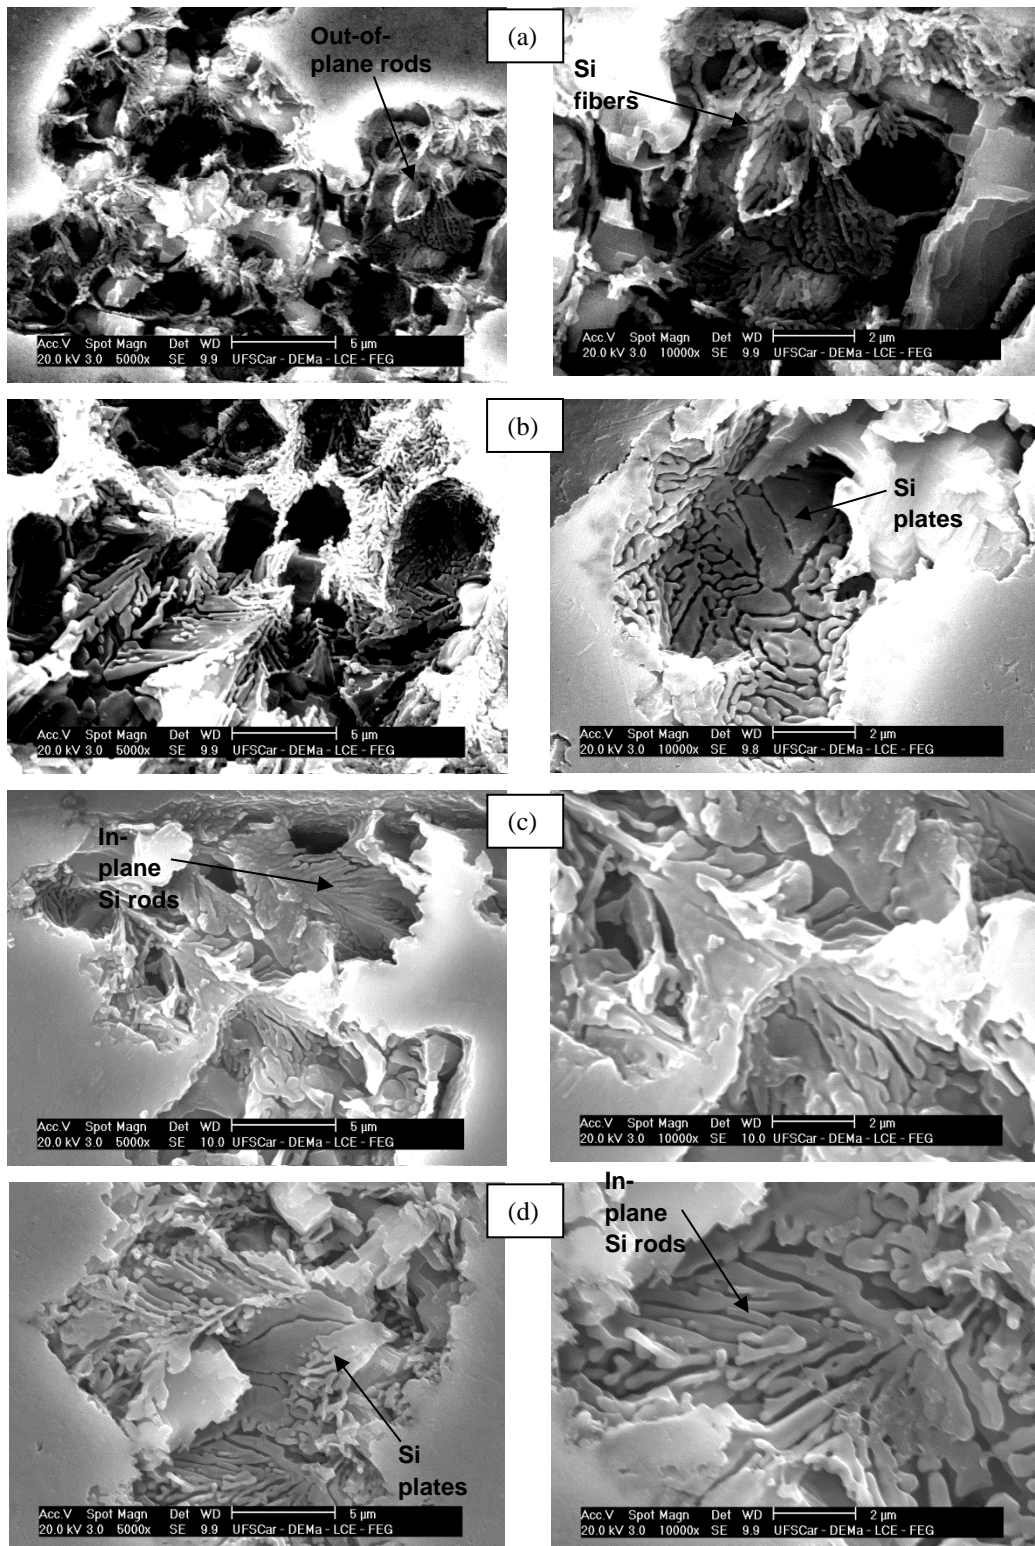 Out-of-
plane rods
(a)
Si
fibers
Acc.V Spot Magn Det WD 5 µm
20.0 kV 3.0 5000x SE 9.9 UFSCar - DEMa - LCE - FEG
Acc.V Spot Magn Det WD 2 µm
20.0 kV 3.0 10000x SE 9.9 UFSCar - DEMa - LCE - FEG
(b)
Si
plates
Acc.V Spot Magn Det WD 5 µm
20.0 kV 3.0 5000x SE 9.9 UFSCar - DEMa - LCE - FEG
Acc.V Spot Magn Det WD 2 µm
20.0 kV 3.0 10000x SE 9.8 UFSCar - DEMa - LCE - FEG
(c)
In-
plane
Si rods
Acc.V Spot Magn Det WD 5 µm
20.0 kV 3.0 5000x SE 10.0 UFSCar - DEMa - LCE - FEG
Acc.V Spot Magn Det WD 2 µm
20.0 kV 3.0 10000x SE 10.0 UFSCar - DEMa - LCE - FEG
(d)
In-
plane
Si rods
Si
plates
Acc.V Spot Magn Det WD 5 µm
20.0 kV 3.0 5000x SE 9.9 UFSCar - DEMa - LCE - FEG
Acc.V Spot Magn Det WD 2 µm
20.0 kV 3.0 10000x SE 9.9 UFSCar - DEMa - LCE - FEG